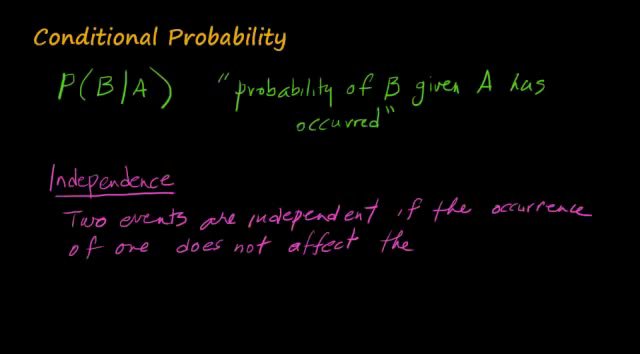 Conditional Probability
P(B/A) "probability of B given A has
occurred"
Independence
Two events are independent if the occurrence
of one does not affect the